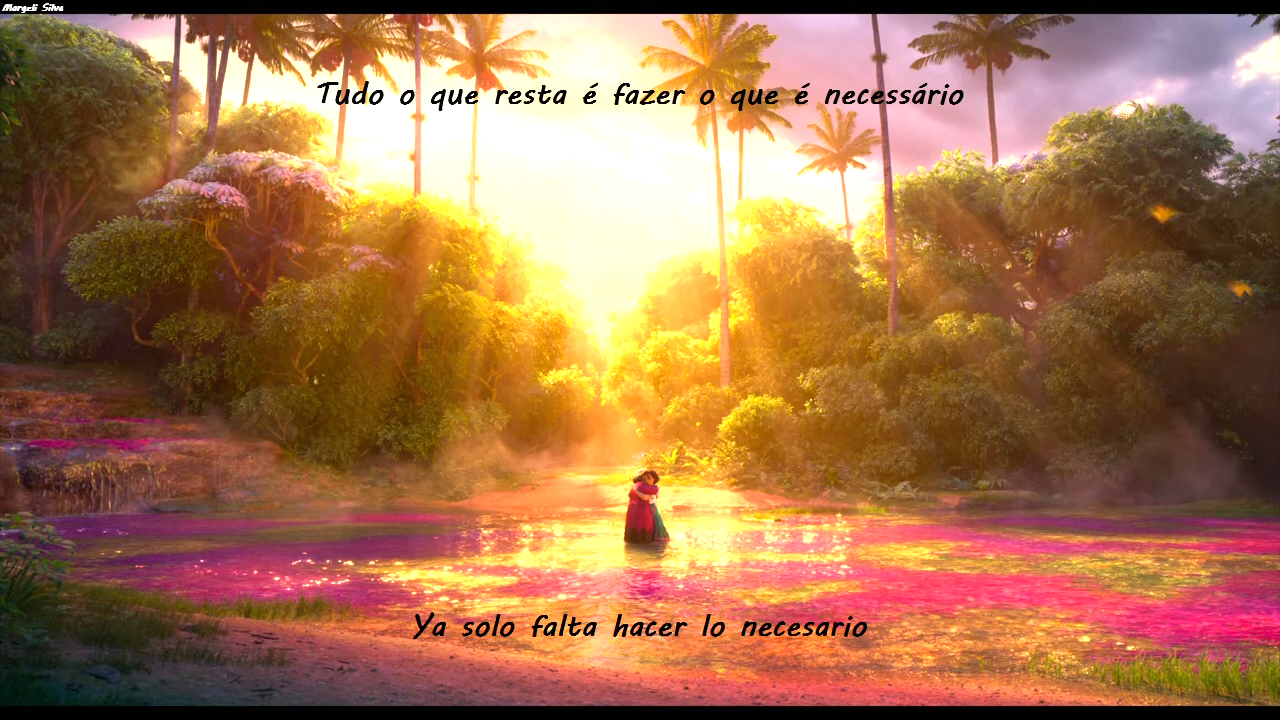 Margeli Silva
Tudo o que resta é fazer o que é necessário
Ya solo falta hacer lo necesario